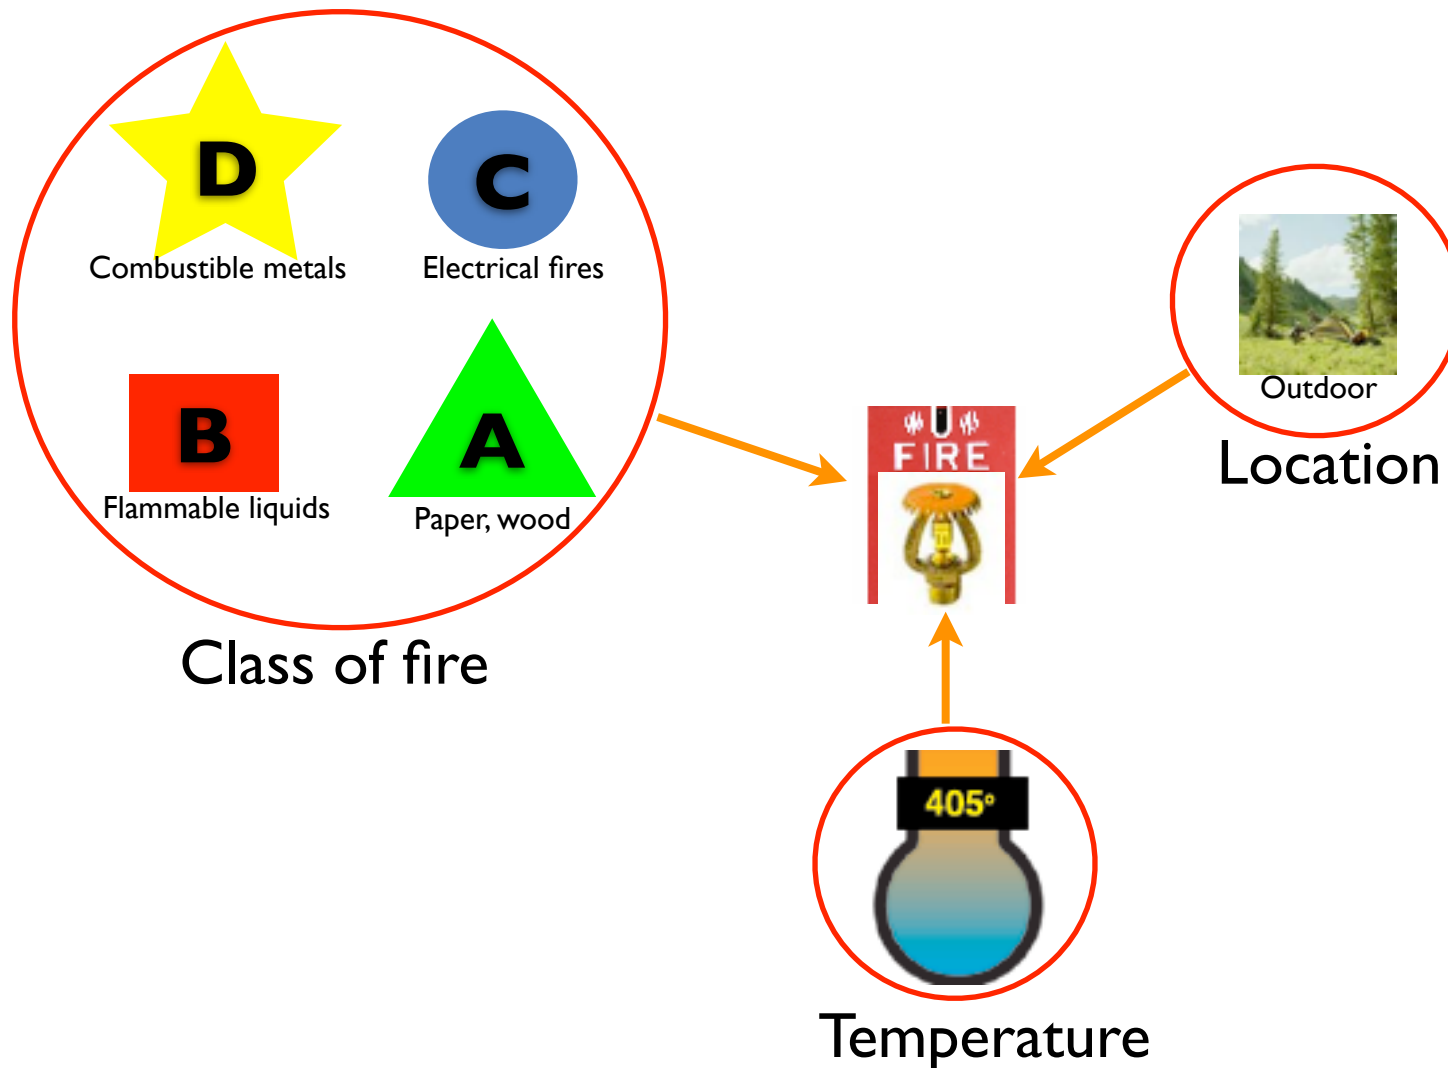 D
Combustible metals
C
Electrical fires
B
Flammable liquids
A
Paper, wood
Class of fire
FIRE
Outdoor
Location
405°
Temperature